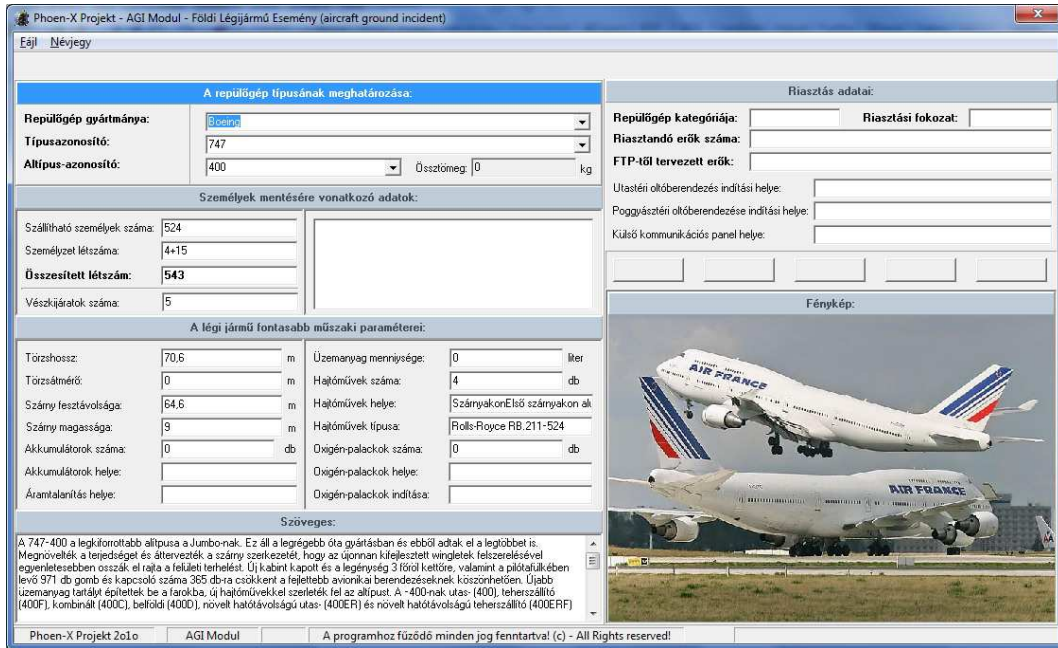 Phoen-X Projekt - AGI Modul - Földi Légijármű Esemény (aircraft ground incident)
Fájl Névjegy
A repülőgép típusának meghatározása:
Repülőgép gyártmánya: Boeing
Típusazonosító: 747
Altípus-azonosító: 400 Össztömeg: 0 kg
Személyek mentésére vonatkozó adatok:
Szállítható személyek száma: 524
Személyzet létszáma: 4+15
Összesített létszám: 543
Vészkijáratok száma: 5
A légi jármű fontasabb műszaki paraméterei:
Törzshossz: 70,6 m
Törzsátmérő: 0 m
Szárny fesztávolsága: 64,6 m
Szárny magassága: 9 m
Akkumulátorok száma: 0 db
Akkumulátorok helye:
Áramtalanítás helye:
Üzemanyag menniysége: 0 liter
Hajtóművek száma: 4 db
Hajtóművek helye: SzárnyakonElső szárnyakon al
Hajtóművek típusa: Rolls-Royce RB.211-524
Oxigén-palackok száma: 0 db
Oxigén-palackok helye:
Oxigén-palackok indítása:
Szöveges:
A 747-400 a legkiforrottabb alítpusa a Jumbo-nak. Ez áll a legrégebb óta gyártásban és ebből adtak el a legtöbbet is.
Megnövelték a terjedséget és áttervezték a szárny szerkezetét, hogy az újonnan kifejlesztett wingletek felszerelésével
egyenletesebben osszák el rajta a felületi terhelést. Új kabint kapott és a legénység 3 főről kettőre, valamint a pilótafülkében
levő 971 db gomb és kapcsoló száma 365 db-ra csökkent a fejlettebb avionikai berendezéseknek köszönhetően. Újabb
üzemanyag tartályt építettek be a farokba, új hajtóművekkel szerleték fel az altípust. A -400-nak utas- (400), teherszállító
(400F), kombinált (400C), belföldi (400D), növelt hatótávolságú utas- (400ER) és növelt hatótávolságú teherszállító (400ERF)
Riasztás adatai:
Repülőgép kategóriája: Riasztási fokozat:
Riasztandó erők száma:
FTP-től tervezett erők:
Utastéri oltóberendezés indítási helye:
Poggyásztéri oltóberendezése indítási helye:
Külső kommunikációs panel helye:
Fénykép:
AIR FRANCE
AIR FRANCE
Phoen-X Projekt 2o1o AGI Modul A programhoz fűződő minden jog fenntartva! (c) - All Rights reserved!